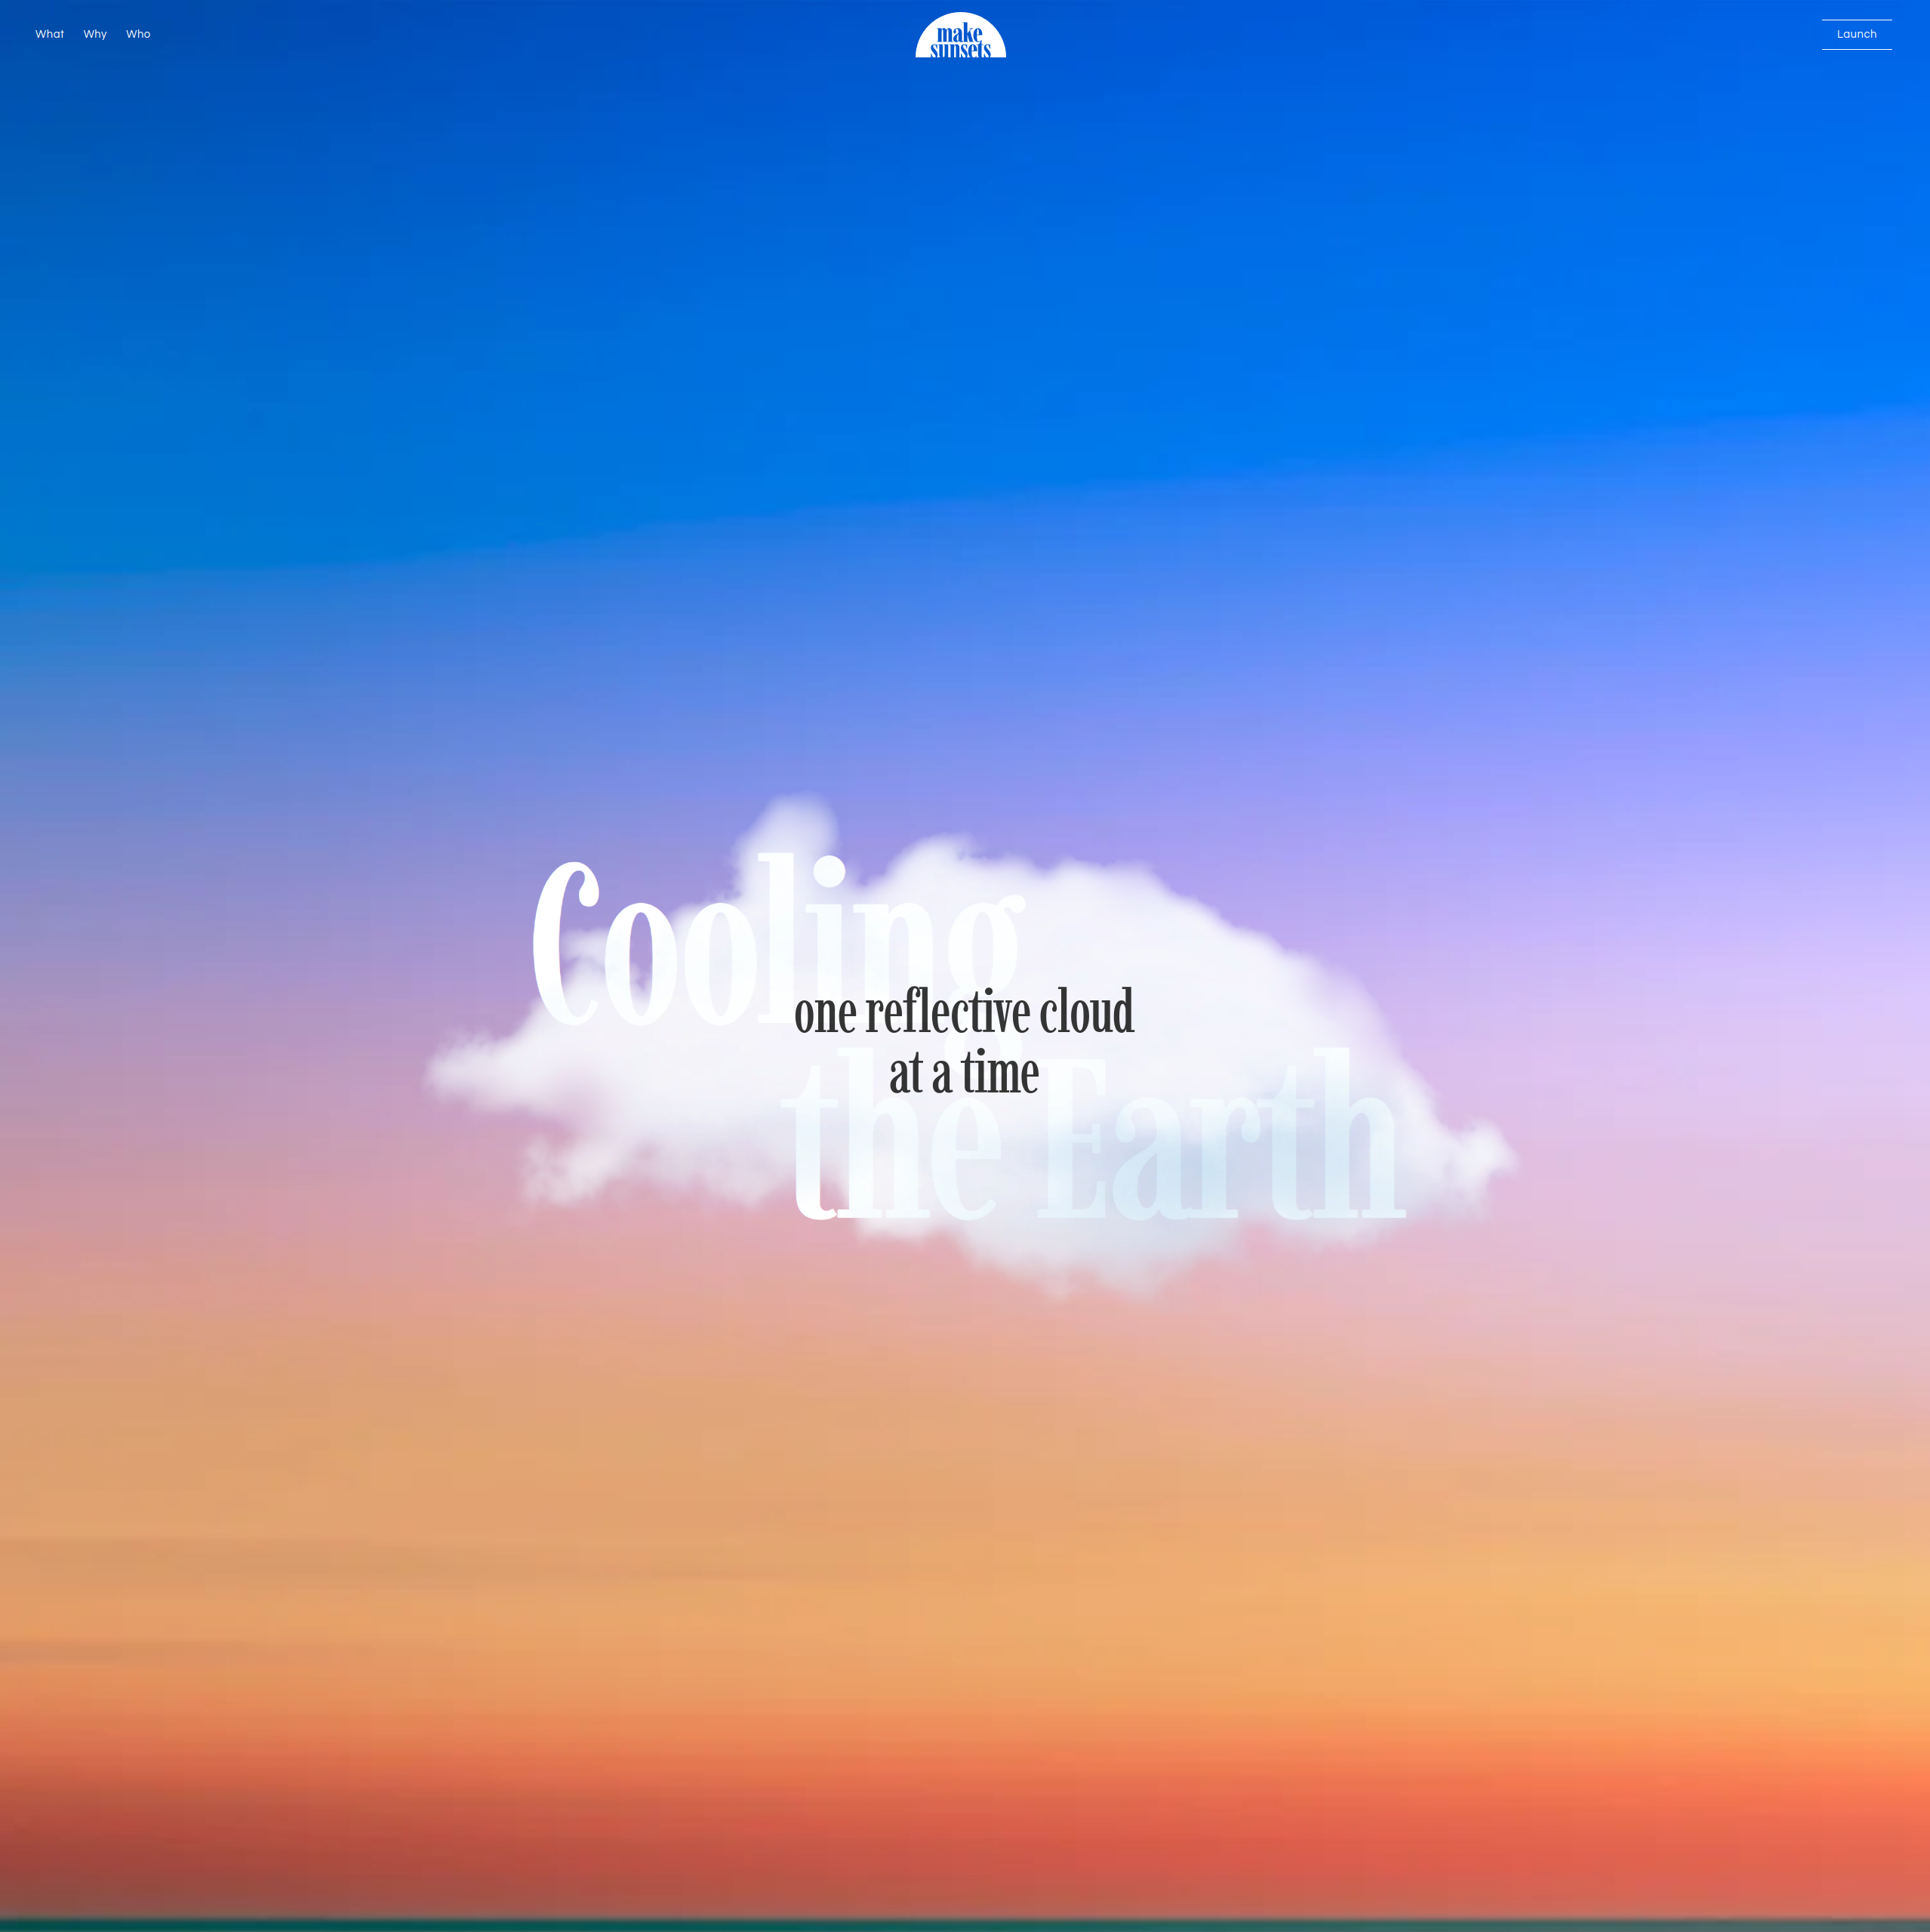 What Why Who
make
sunsets
Launch
Cooling
one reflective cloud
at a time
the Earth